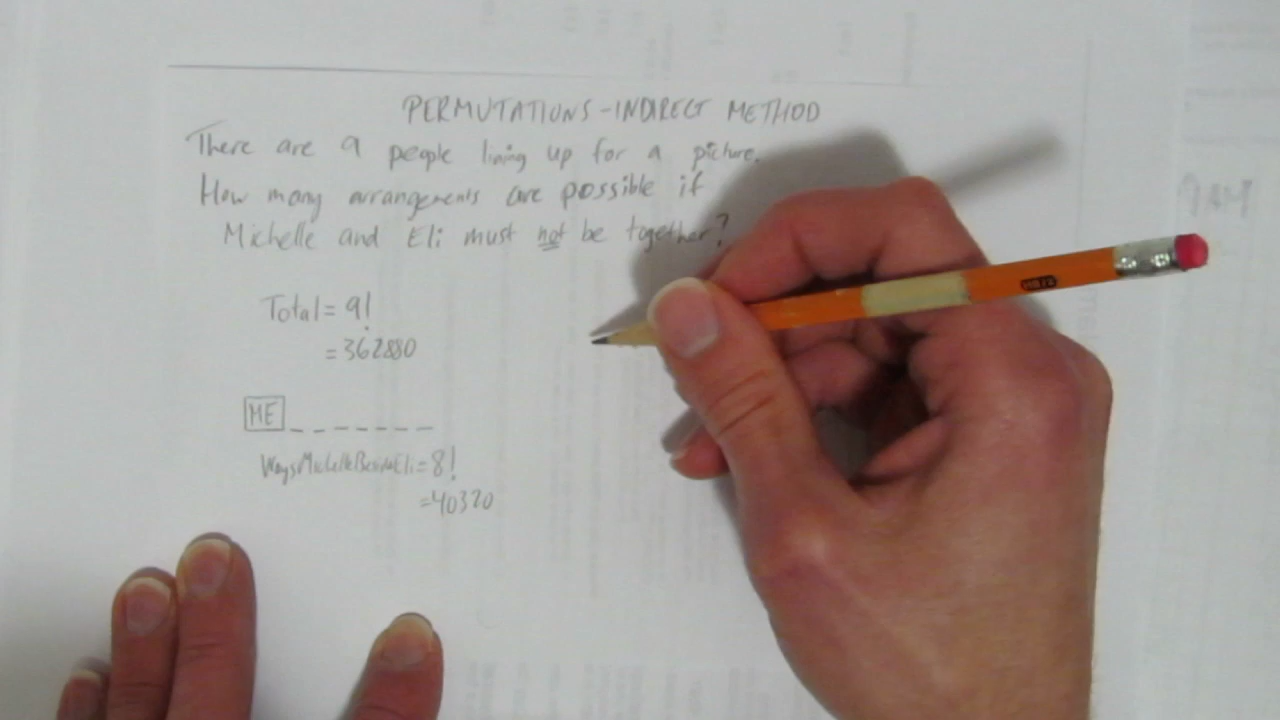 PERMUTATIONS-INDIRECT METHOD
There are 9 people lining up for a picture.
How many arrangements are possible if
Michelle and Eli must not be together?
Total = 9!
= 362880
ME _ _ _ _ _ _ _
WaysMichelleBesideEli = 8!
= 40320